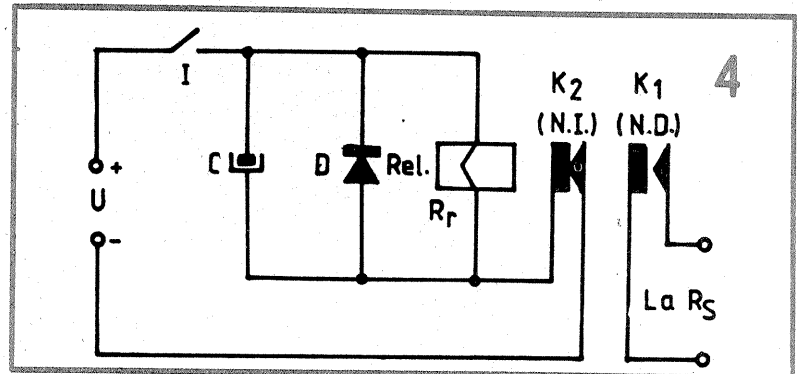 4
I
K2 K1
(N.I.) (N.D.)
+
U
-
C
D
Rel.
Rr
La RS